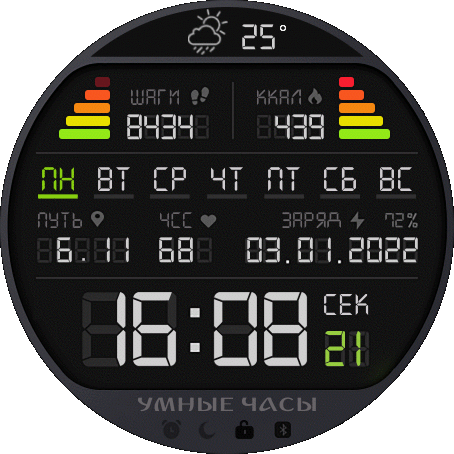 25°
ШАГИ ККАЛ
8434 439
ПН ВТ СР ЧТ ПТ СБ ВС
ПУТЬ ЧСС ЗАРЯД 72%
6.11 68 03.01.2022
16:08 СЕК
21
УМНЫЕ ЧАСЫ